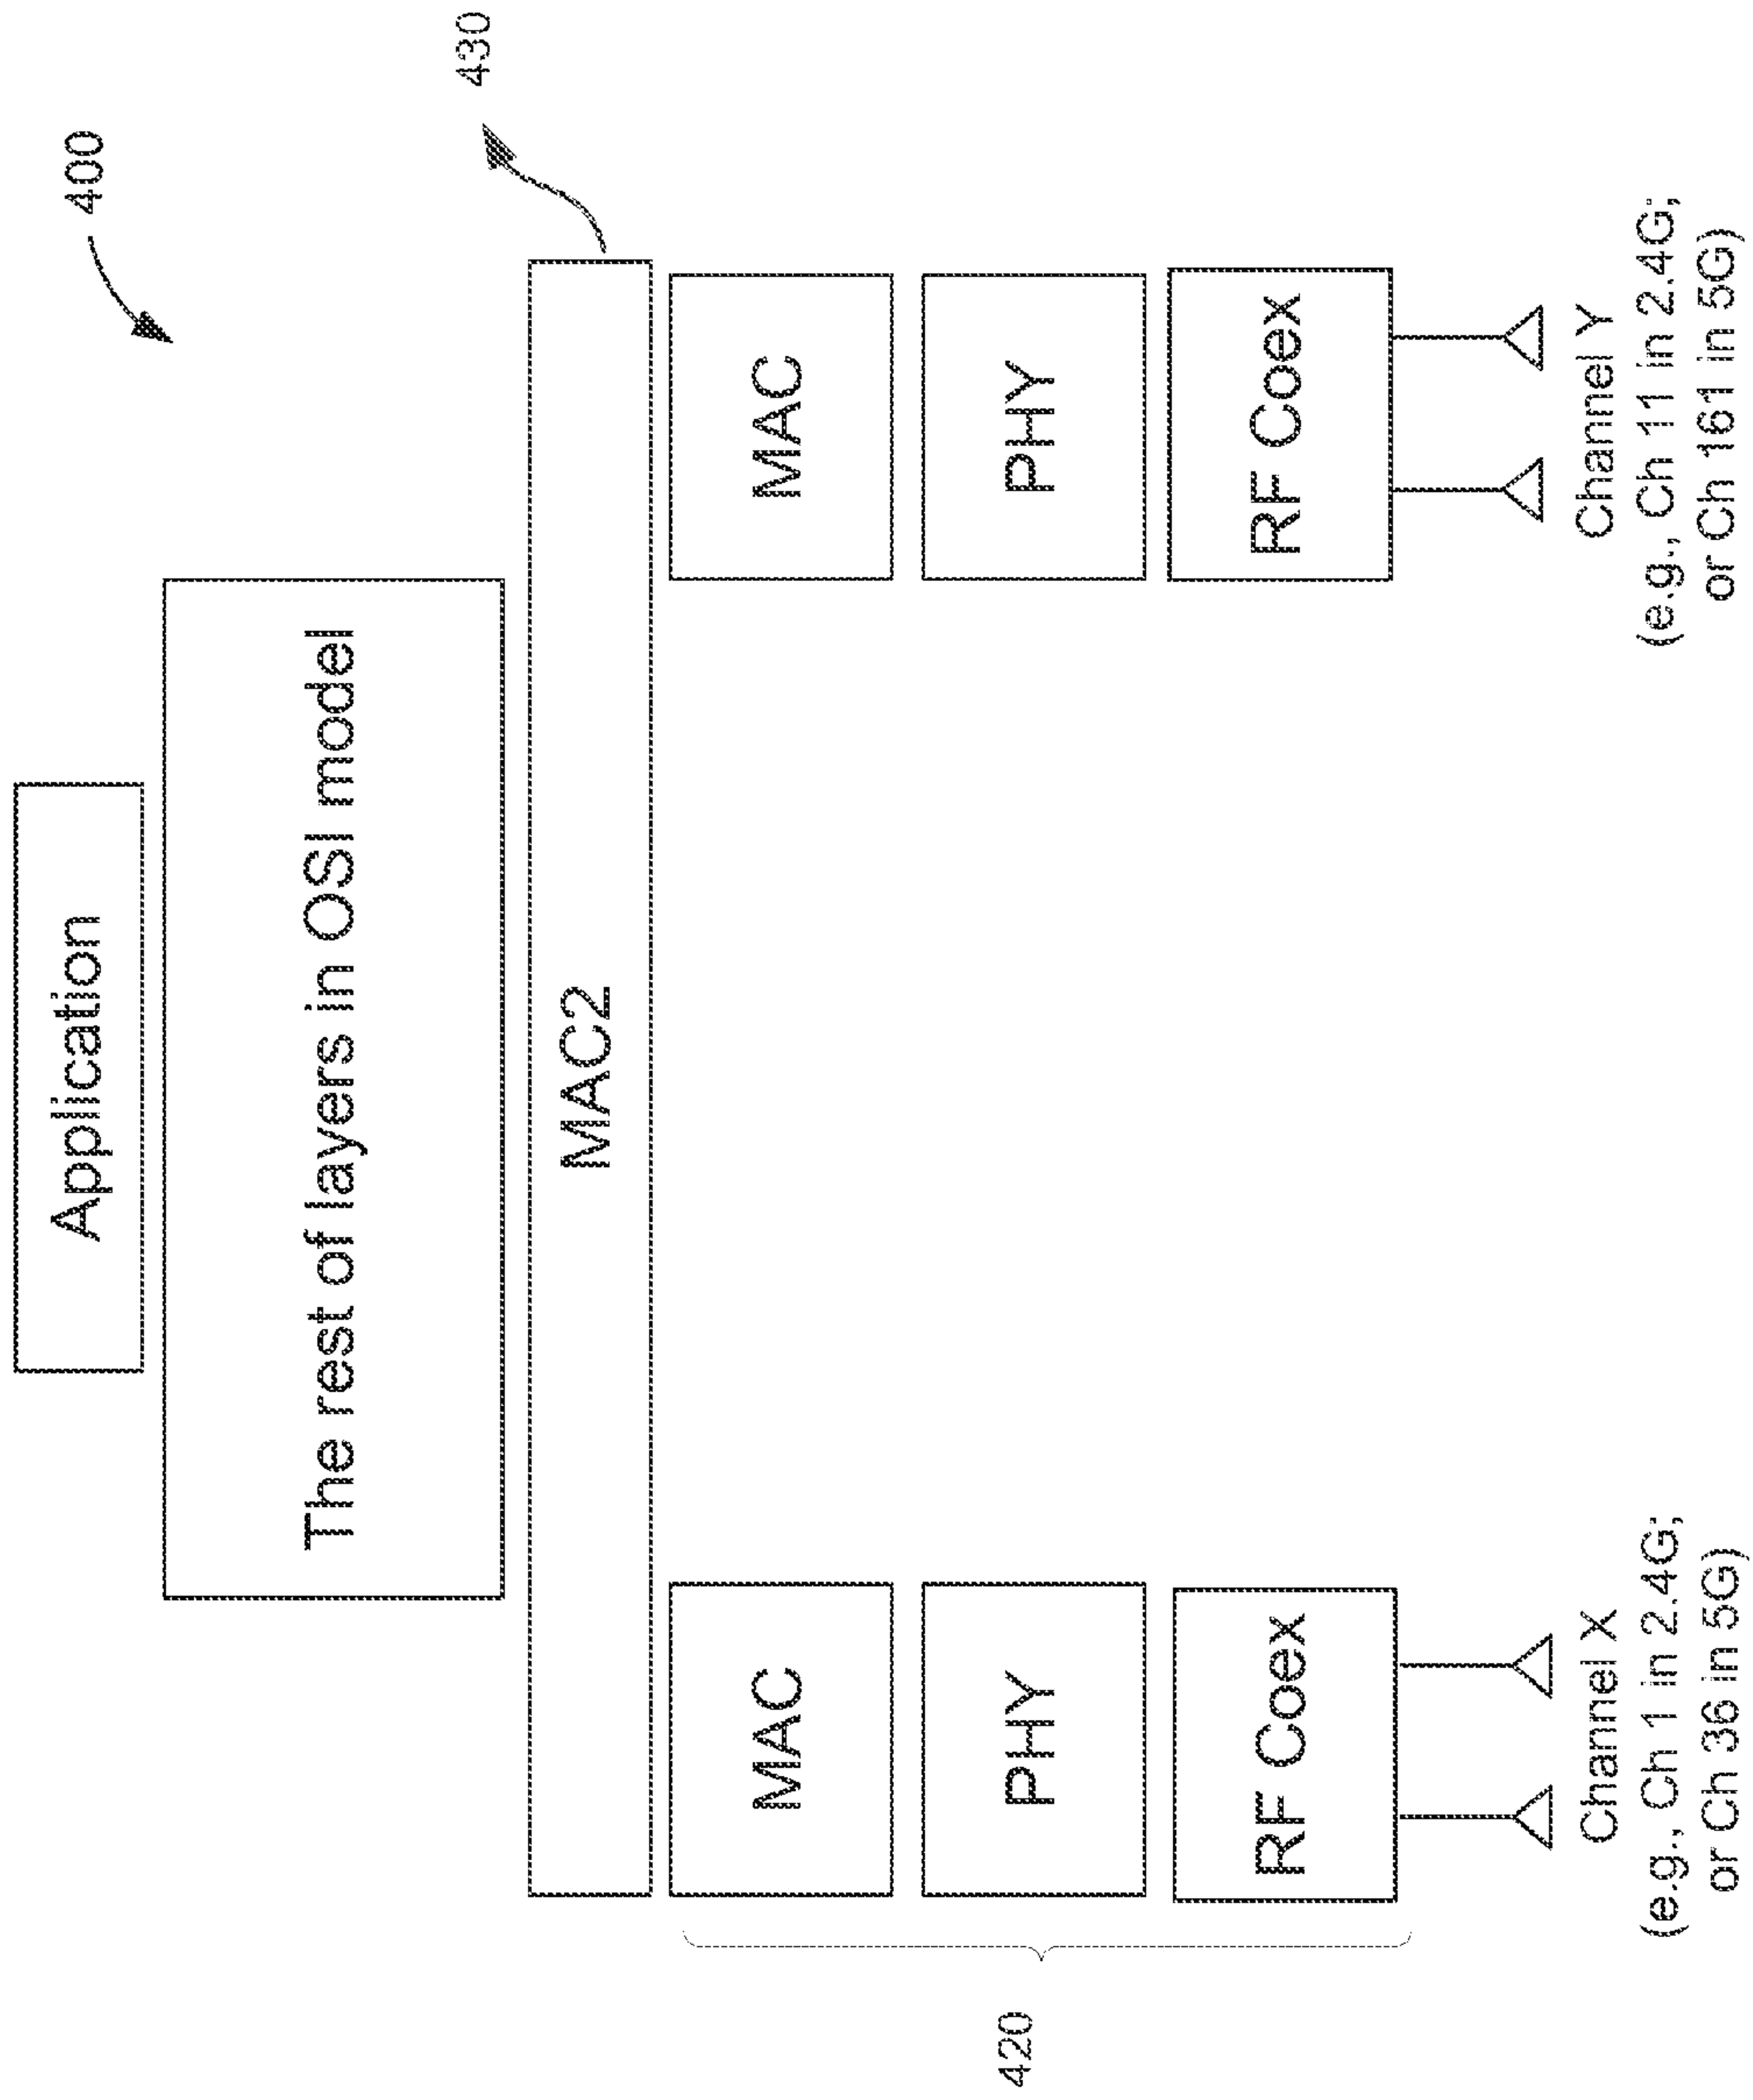 400
Application
The rest of layers in OSI model
430
MAC2
MAC
MAC
PHY
PHY
RF Coex
RF Coex
420
Channel X
(e.g., Ch 1 in 2.4G;
or Ch 36 in 5G)
Channel Y
(e.g., Ch 11 in 2.4G;
or Ch 161 in 5G)